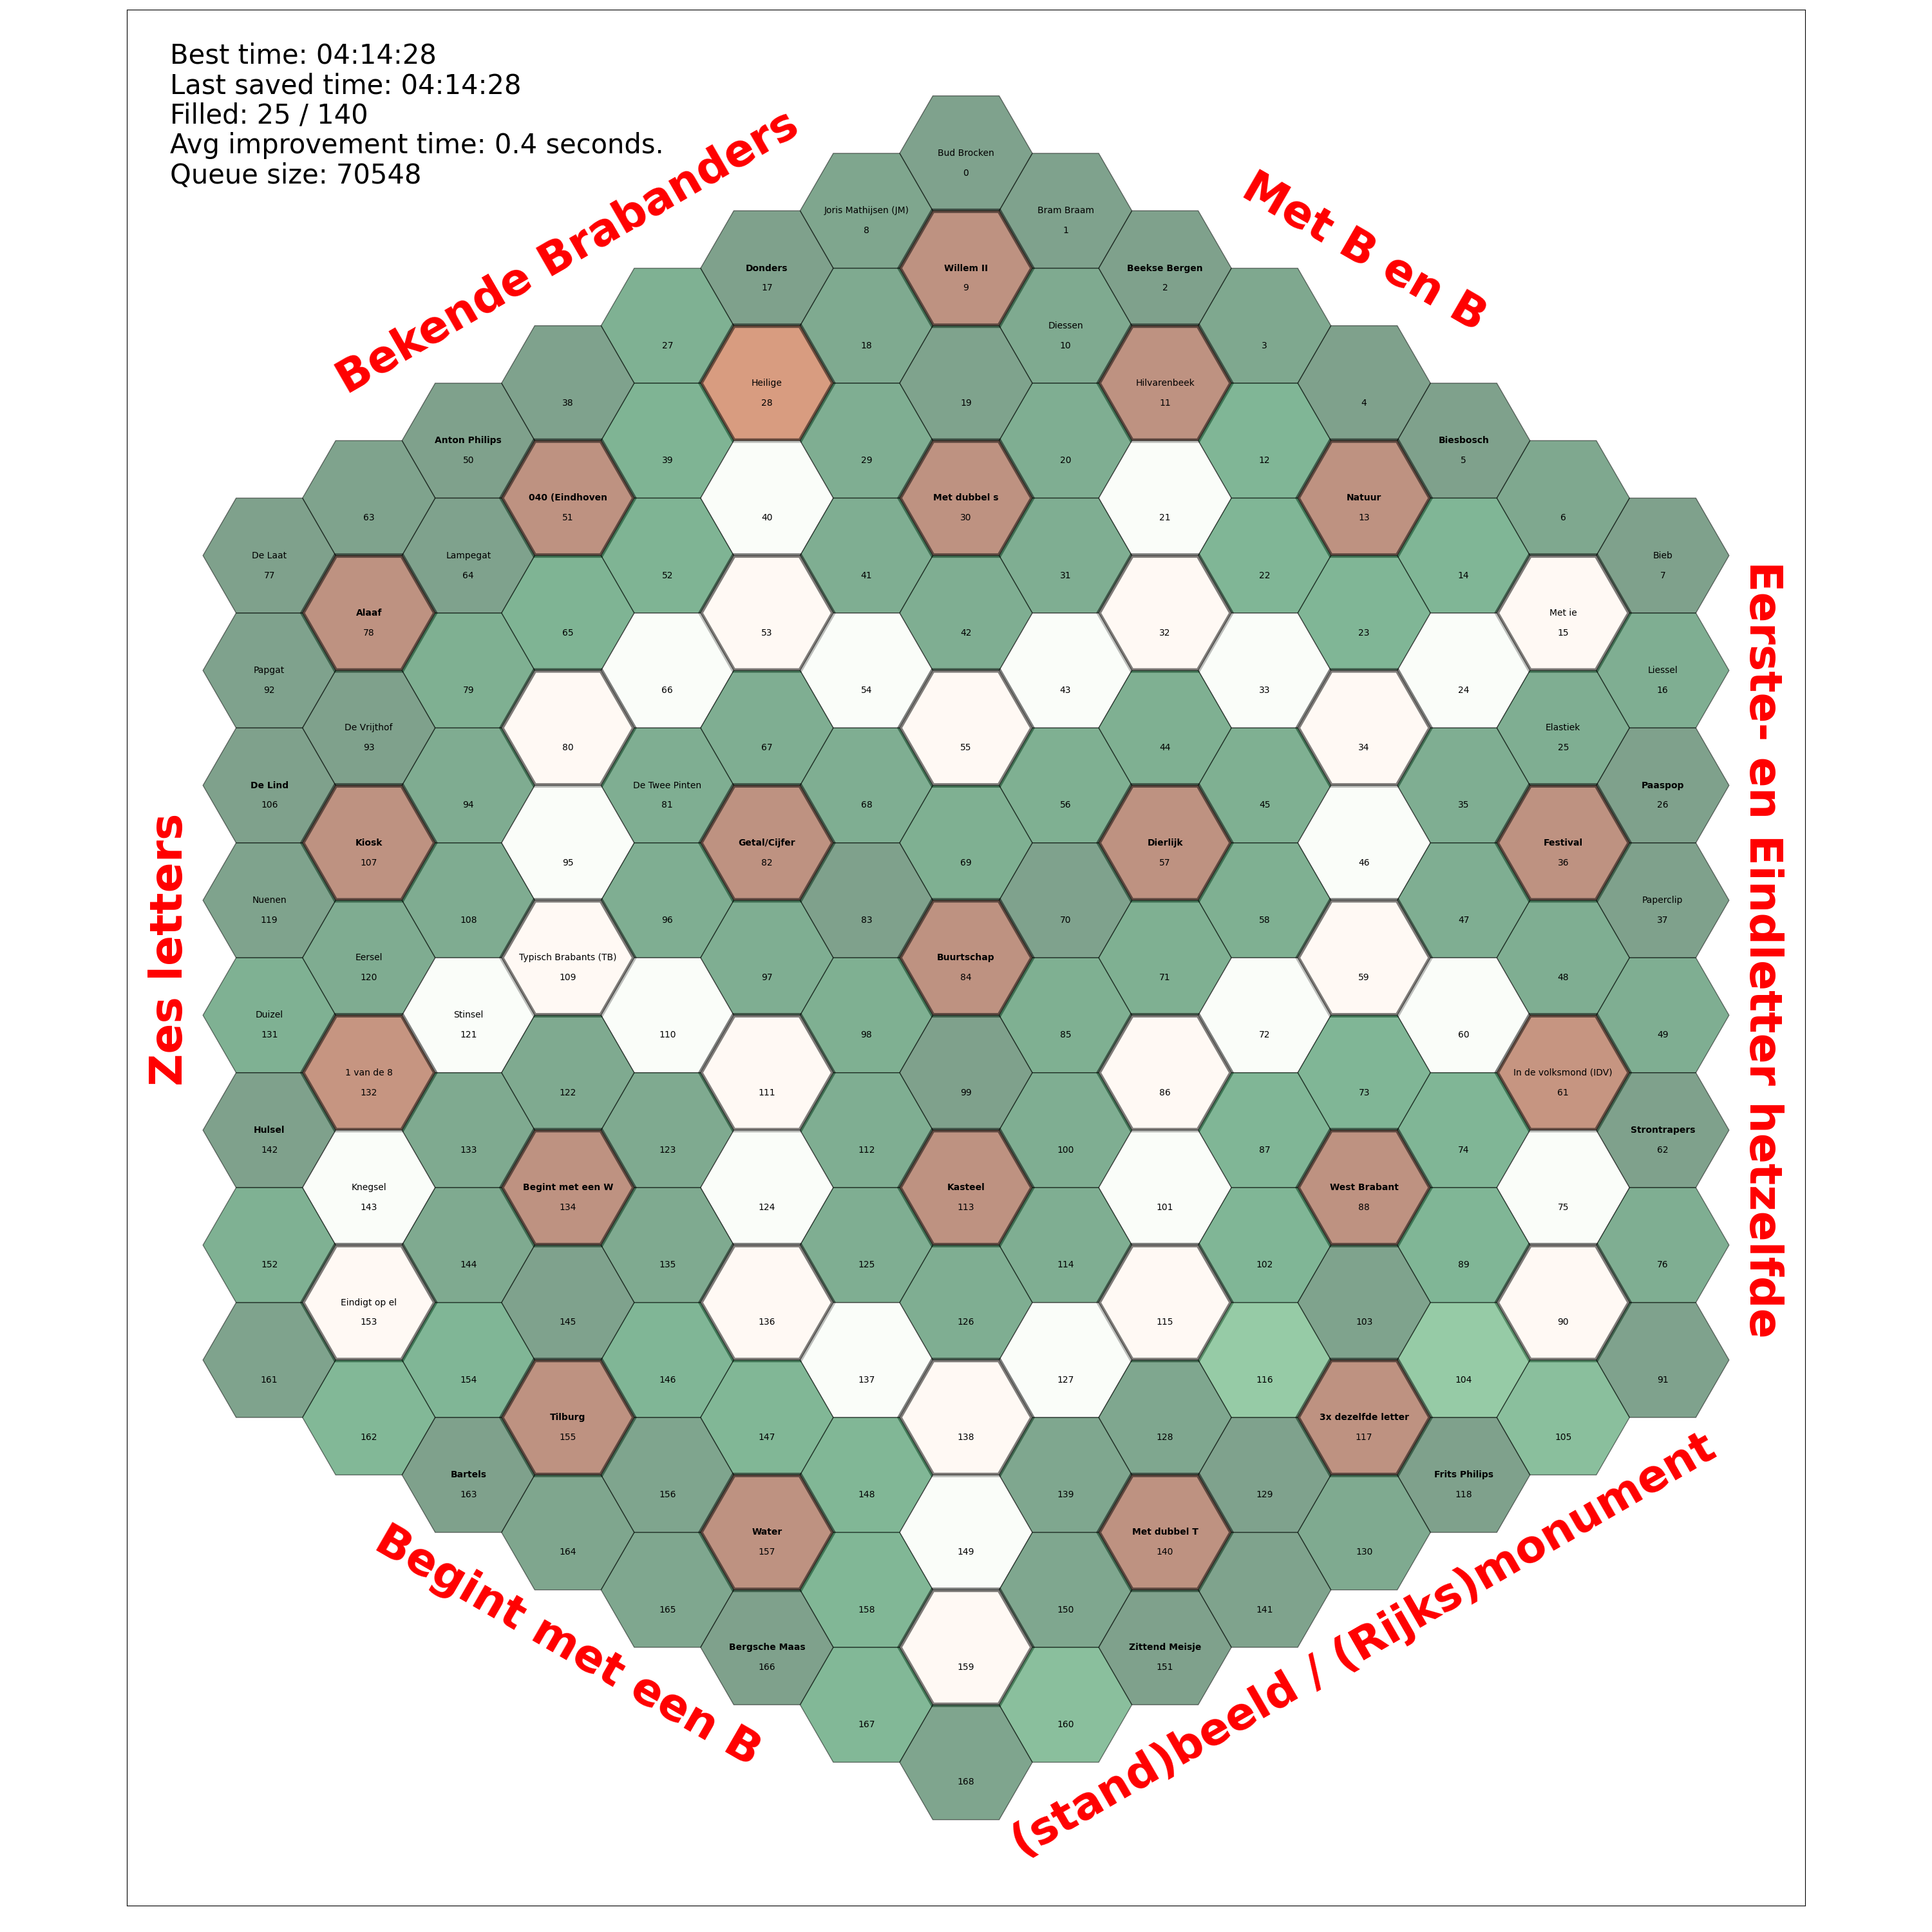 Best time: 04:14:28
Last saved time: 04:14:28
Filled: 25 / 140
Avg improvement time: 0.4 seconds.
Queue size: 70548
Bekende Brabanders
Met B en B
Eerste- en Eindletter hetzelfde
(stand)beeld / (Rijks)monument
Begint met een B
Zes letters
Bud Brocken
0
Bram Braam
1
Beekse Bergen
2
3
4
Biesbosch
5
6
Bieb
7
Joris Mathijsen (JM)
8
Willem II
9
Diessen
10
Hilvarenbeek
11
12
Natuur
13
14
Met ie
15
Liessel
16
Donders
17
18
19
20
21
22
23
24
Elastiek
25
Paaspop
26
27
Heilige
28
29
Met dubbel s
30
31
32
33
34
35
Festival
36
Paperclip
37
38
39
40
41
42
43
44
45
46
47
48
49
Anton Philips
50
040 (Eindhoven
51
52
53
54
55
56
Dierlijk
57
58
59
60
In de volksmond (IDV)
61
Strontrapers
62
63
Lampegat
64
65
66
67
68
69
70
71
72
73
74
75
76
De Laat
77
Alaaf
78
79
80
De Twee Pinten
81
Getal/Cijfer
82
83
Buurtschap
84
85
86
87
West Brabant
88
89
90
91
Papgat
92
De Vrijthof
93
94
95
96
97
98
99
100
101
102
103
104
105
De Lind
106
Kiosk
107
108
Typisch Brabants (TB)
109
110
111
112
Kasteel
113
114
115
116
3x dezelfde letter
117
Frits Philips
118
Nuenen
119
Eersel
120
Stinsel
121
122
123
124
125
126
127
128
129
130
Duizel
131
1 van de 8
132
133
Begint met een W
134
135
136
137
138
139
Met dubbel T
140
141
Hulsel
142
Knegsel
143
144
145
146
147
148
149
150
Zittend Meisje
151
152
Eindigt op el
153
154
Tilburg
155
156
Water
157
158
159
160
161
162
Bartels
163
164
165
Bergsche Maas
166
167
168